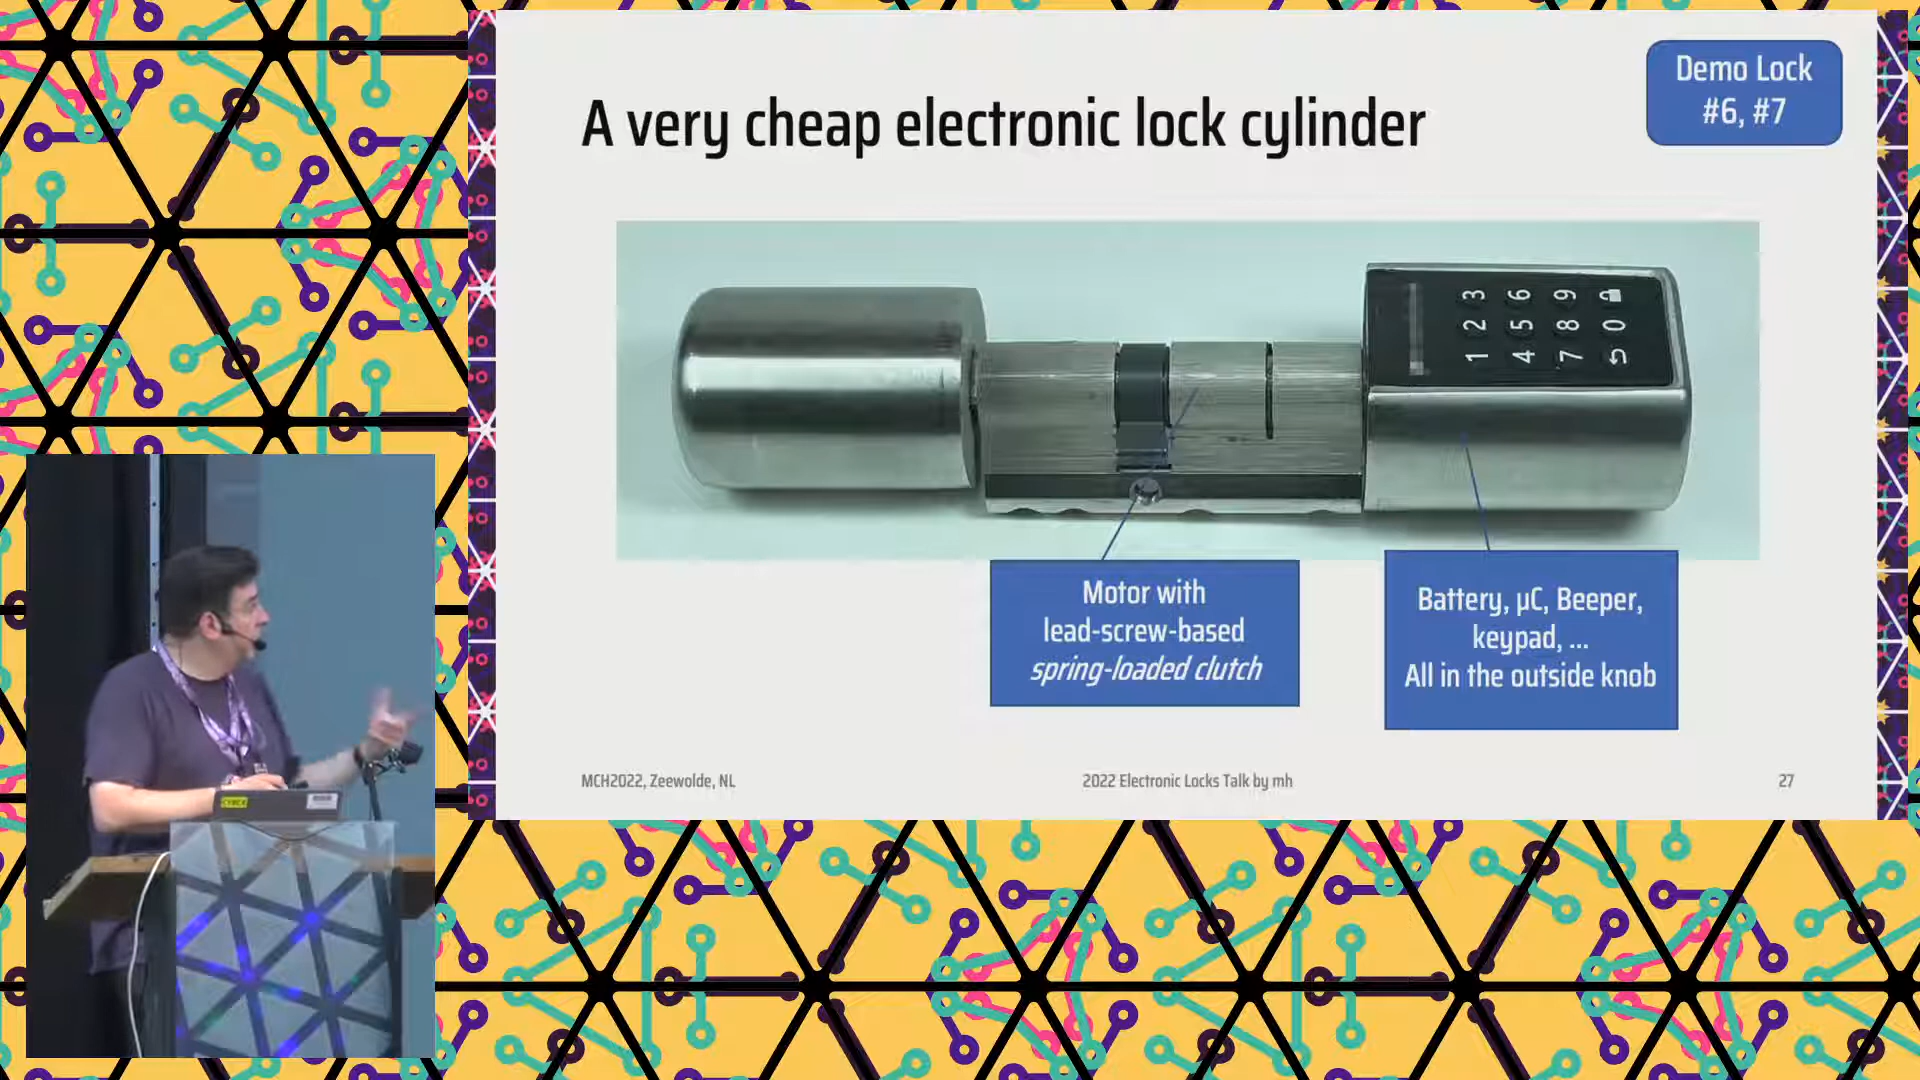 Demo Lock
#6, #7
A very cheap electronic lock cylinder
3 6 9
2 5 8 0
1 4 7
Motor with
lead-screw-based
spring-loaded clutch
Battery, µC, Beeper,
keypad, ...
All in the outside knob
MCH2022, Zeewolde, NL
2022 Electronic Locks Talk by mh
27